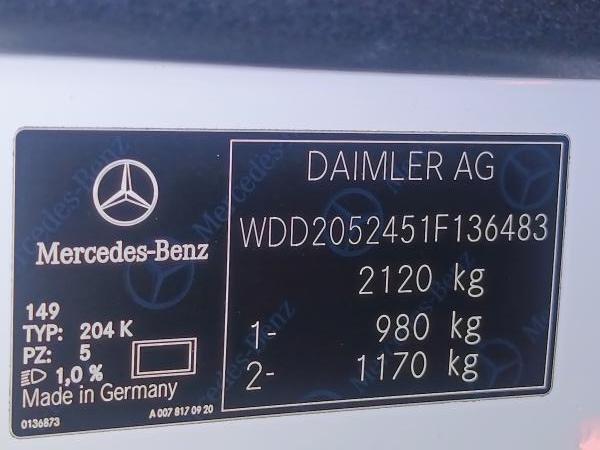 Mercedes-Benz
149
TYP: 204 K
PZ: 5
1,0 %
Made in Germany
0136873
A 007 817 09 20
DAIMLER AG
WDD2052451F136483
2120 kg
1- 980 kg
2- 1170 kg